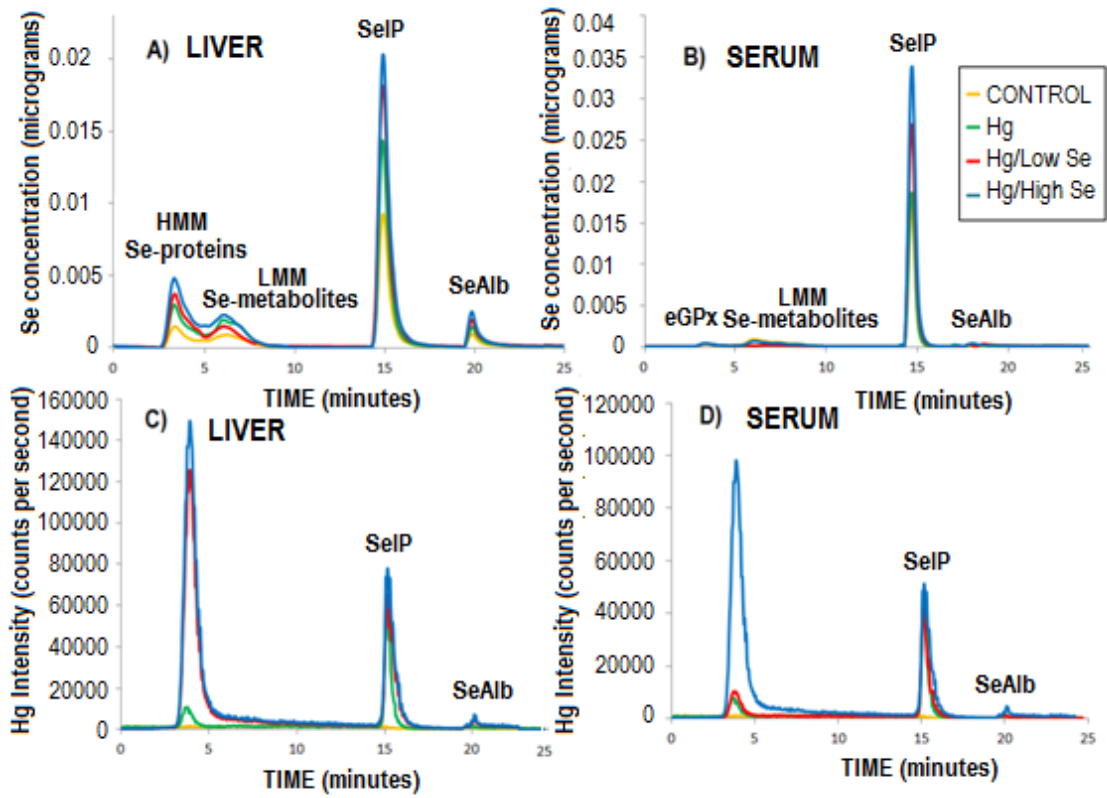 A) LIVER
Se concentration (micrograms)
0.02
0.015
0.01
0.005
0
HMM
Se-proteins
LMM
Se-metabolites
SelP
SeAlb
0 5 10 15 20 25
TIME (minutes)
B) SERUM
Se concentration (micrograms)
0.04
0.035
0.03
0.025
0.02
0.015
0.01
0.005
0
eGPx
LMM
Se-metabolites
SelP
SeAlb
0 5 10 15 20 25
TIME (minutes)
CONTROL
Hg
Hg/Low Se
Hg/High Se
C) LIVER
Hg Intensity (counts per second)
160000
140000
120000
100000
80000
60000
40000
20000
0
SelP
SeAlb
0 5 10 15 20 25
TIME (minutes)
D) SERUM
Hg Intensity (counts per second)
120000
100000
80000
60000
40000
20000
0
SelP
SeAlb
0 5 10 15 20 25
TIME (minutes)